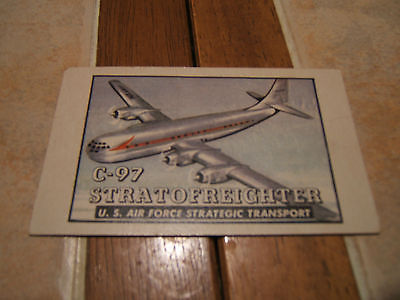 C-97
STRATOFREIGHTER
U. S. AIR FORCE STRATEGIC TRANSPORT